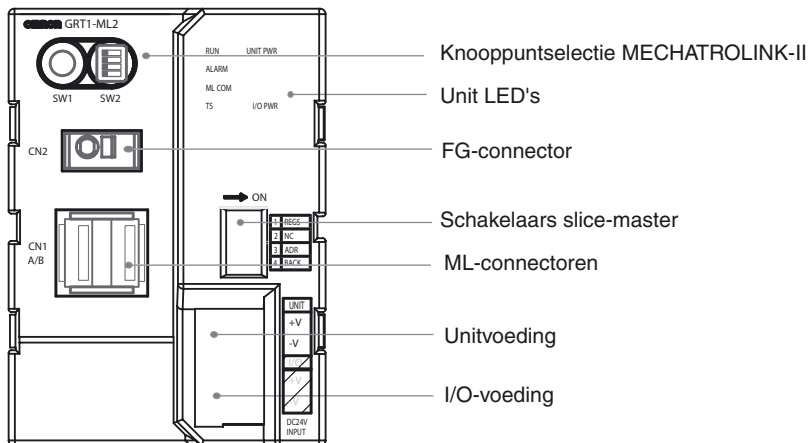 omron GRT1-ML2
SW1 SW2
RUN UNIT PWR
ALARM
ML COM
TS I/O PWR
CN2
ON
1 REGS
2 NC
3 ADR
4 BACK
CN1
A/B
UNIT
+V
-V
I/O
+V
-V
DC24V
INPUT
Knooppuntselectie MECHATROLINK-II
Unit LED's
FG-connector
Schakelaars slice-master
ML-connectoren
Unitvoeding
I/O-voeding